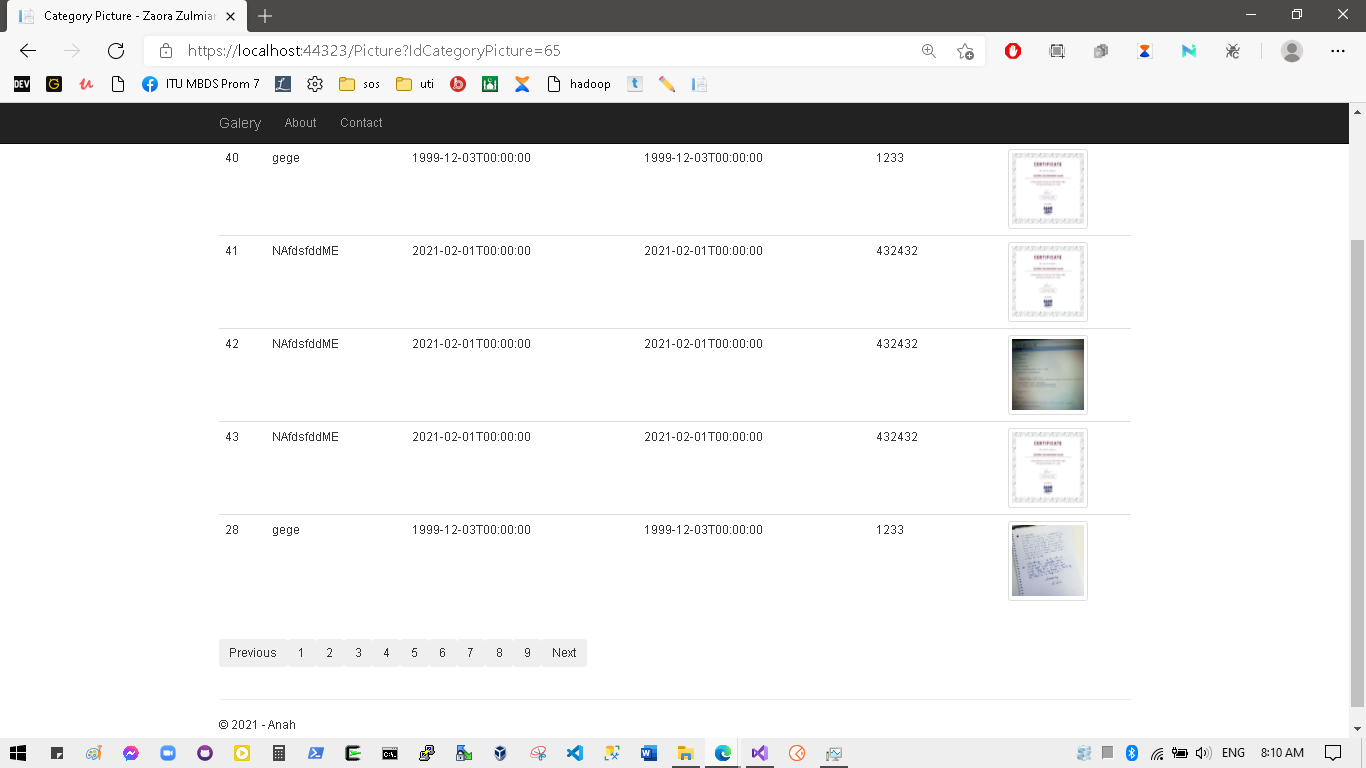 Category Picture - Zaora Zulmiar
https://localhost:44323/Picture?IdCategoryPicture=65
DEV G ITU MBDS Prom 7 sos uti hadoop
Galery About Contact
40 gege 1999-12-03T00:00:00 1999-12-03T00:00:00 1233
CERTIFICATE
41 NAfdsfddME 2021-02-01T00:00:00 2021-02-01T00:00:00 432432
CERTIFICATE
42 NAfdsfddME 2021-02-01T00:00:00 2021-02-01T00:00:00 432432
43 NAfdsfddME 2021-02-01T00:00:00 2021-02-01T00:00:00 432432
CERTIFICATE
28 gege 1999-12-03T00:00:00 1999-12-03T00:00:00 1233
Previous 1 2 3 4 5 6 7 8 9 Next
© 2021 - Anah
ENG 8:10 AM